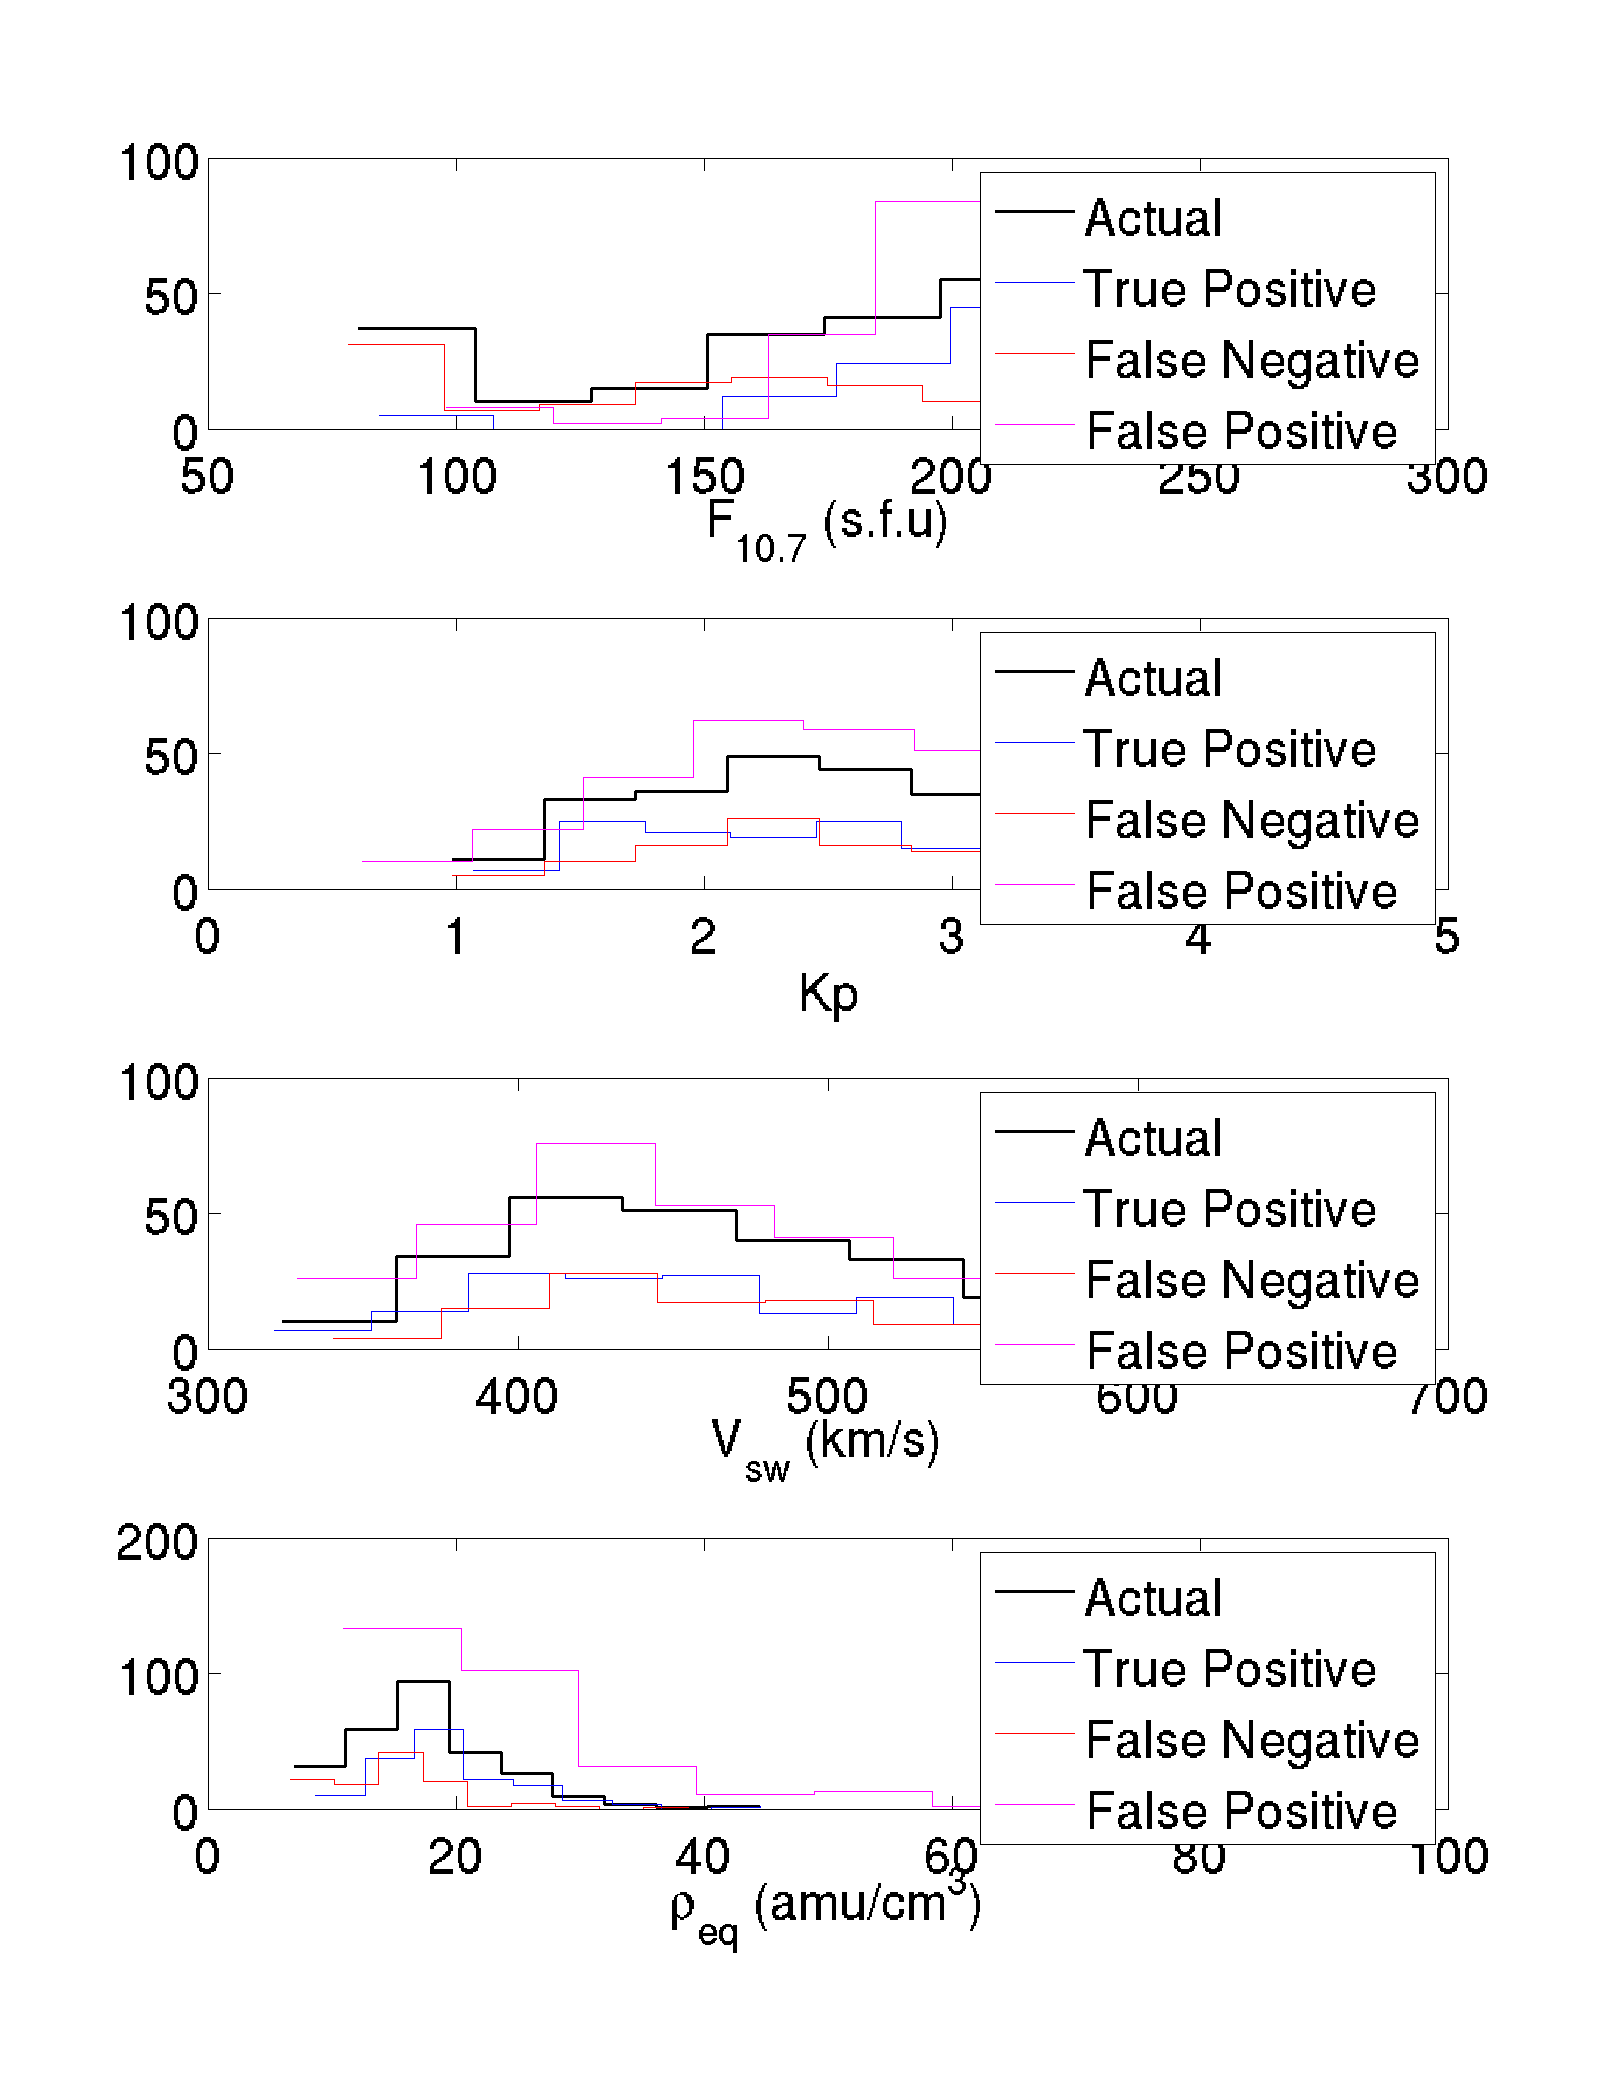 100
50
0
50 100 150 200 250 300
F10.7 (s.f.u)
Actual
True Positive
False Negative
False Positive
100
50
0
0 1 2 3 4 5
Kp
Actual
True Positive
False Negative
False Positive
100
50
0
300 400 500 600 700
Vsw (km/s)
Actual
True Positive
False Negative
False Positive
200
100
0
0 20 40 60 80 100
ρeq (amu/cm³)
Actual
True Positive
False Negative
False Positive